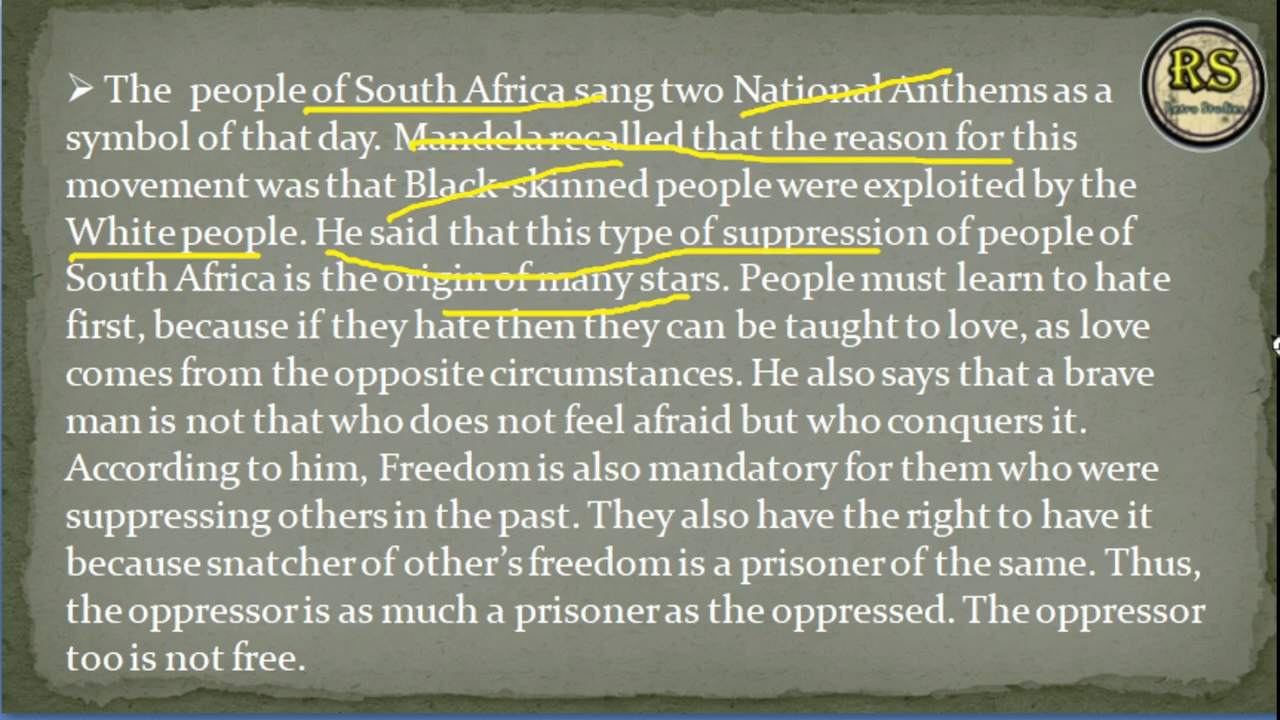 ➢ The people of South Africa sang two National Anthems as a
symbol of that day. Mandela recalled that the reason for this
movement was that Black-skinned people were exploited by the
White people. He said that this type of suppression of people of
South Africa is the origin of many stars. People must learn to hate
first, because if they hate then they can be taught to love, as love
comes from the opposite circumstances. He also says that a brave
man is not that who does not feel afraid but who conquers it.
According to him, Freedom is also mandatory for them who were
suppressing others in the past. They also have the right to have it
because snatcher of other’s freedom is a prisoner of the same. Thus,
the oppressor is as much a prisoner as the oppressed. The oppressor
too is not free.
RS